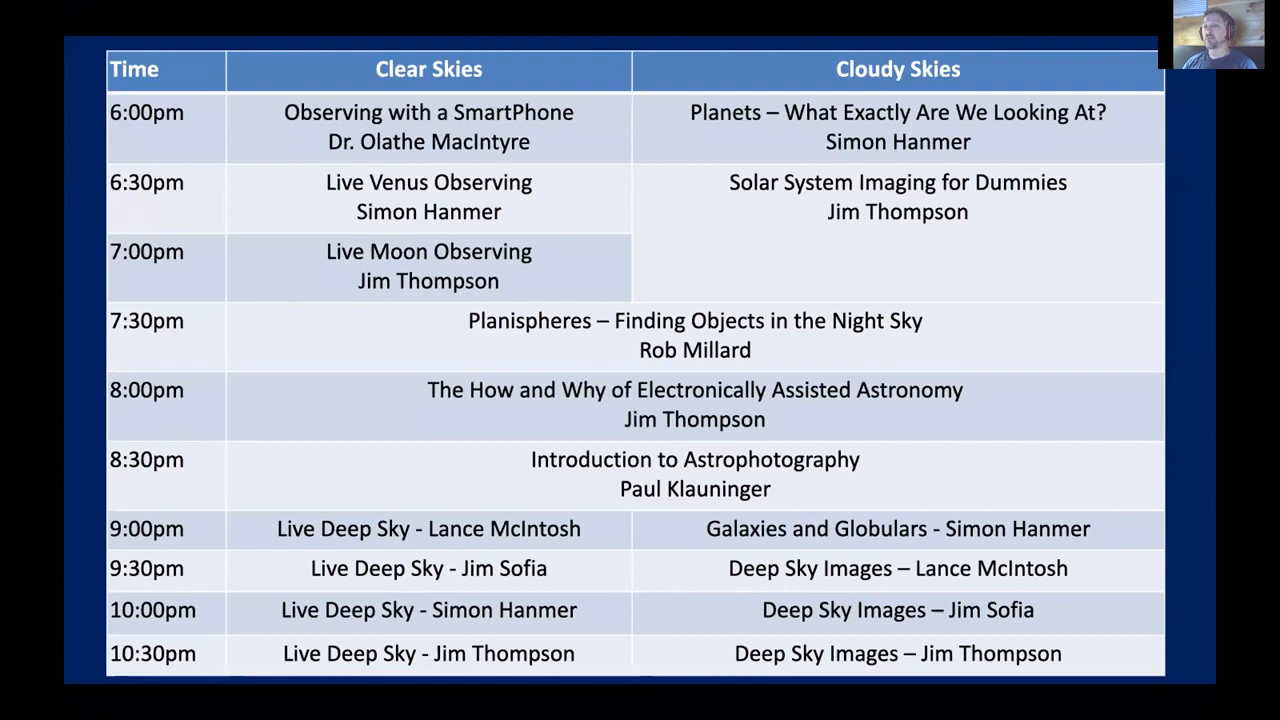 Time Clear Skies Cloudy Skies
6:00pm Observing with a SmartPhone Planets – What Exactly Are We Looking At?
Dr. Olathe MacIntyre Simon Hanmer
6:30pm Live Venus Observing Solar System Imaging for Dummies
Simon Hanmer Jim Thompson
7:00pm Live Moon Observing
Jim Thompson
7:30pm Planispheres – Finding Objects in the Night Sky
Rob Millard
8:00pm The How and Why of Electronically Assisted Astronomy
Jim Thompson
8:30pm Introduction to Astrophotography
Paul Klauninger
9:00pm Live Deep Sky - Lance McIntosh Galaxies and Globulars - Simon Hanmer
9:30pm Live Deep Sky - Jim Sofia Deep Sky Images – Lance McIntosh
10:00pm Live Deep Sky - Simon Hanmer Deep Sky Images – Jim Sofia
10:30pm Live Deep Sky - Jim Thompson Deep Sky Images – Jim Thompson